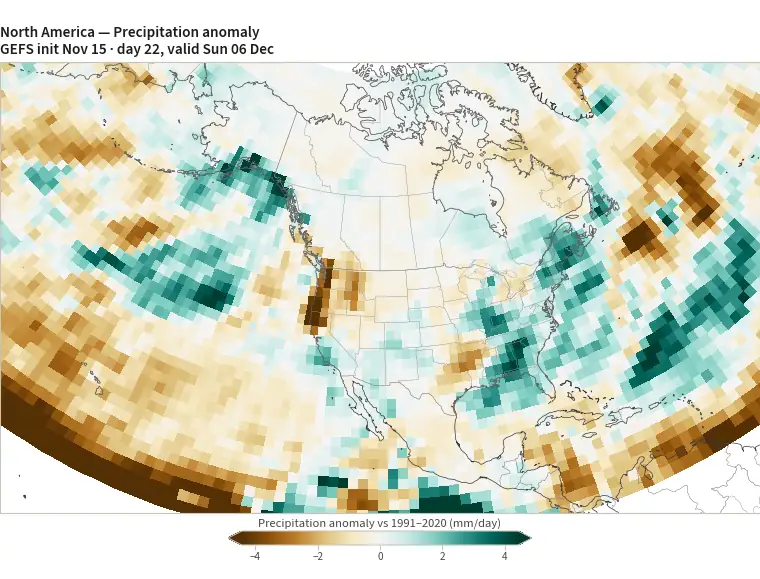 North America — Precipitation anomaly
GEFS init Nov 15 · day 22, valid Sun 06 Dec
Precipitation anomaly vs 1991–2020 (mm/day)
−4 −2 0 2 4